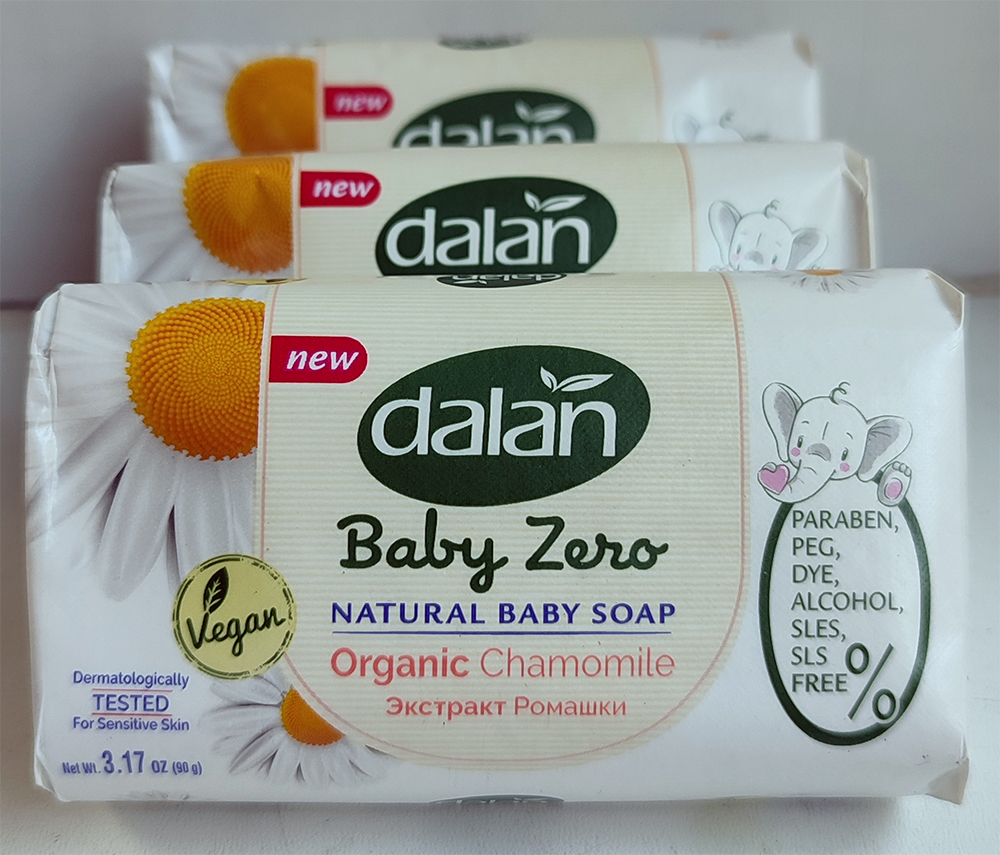 new
dalan
new
dalan
dalan
new
dalan
Baby Zero
NATURAL BABY SOAP
Organic Chamomile
Экстракт Ромашки
Vegan
Dermatologically
TESTED
For Sensitive Skin
Net Wt. 3.17 oz (90 g)
PARABEN,
PEG,
DYE,
ALCOHOL,
SLES,
SLS
FREE %